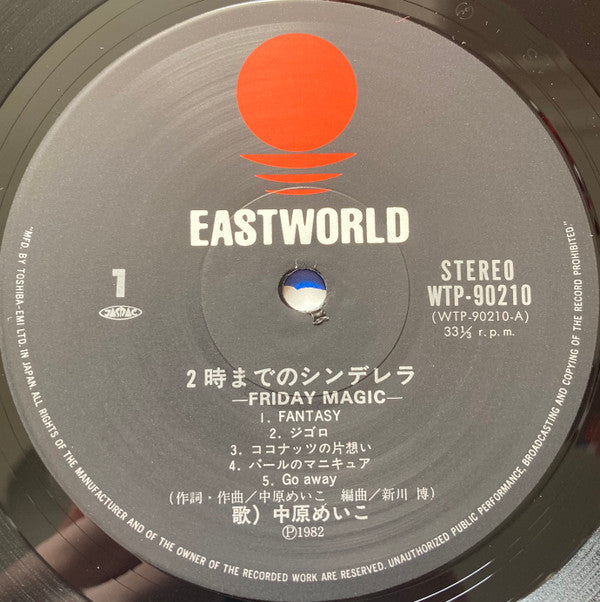 EASTWORLD
1
JASRAC
STEREO
WTP-90210
(WTP-90210-A)
33⅓ r.p.m.
2時までのシンデレラ
—FRIDAY MAGIC—
1. FANTASY
2. ジゴロ
3. ココナッツの片想い
4. パールのマニキュア
5. Go away
(作詞・作曲／中原めいこ 編曲／新川 博)
歌）中原めいこ
Ⓟ1982
"MFD. BY TOSHIBA-EMI LTD. IN JAPAN. ALL RIGHTS OF THE MANUFACTURER AND OF THE OWNER OF THE RECORDED WORK ARE RESERVED. UNAUTHORIZED PUBLIC PERFORMANCE, BROADCASTING AND COPYING OF THE RECORD PROHIBITED."